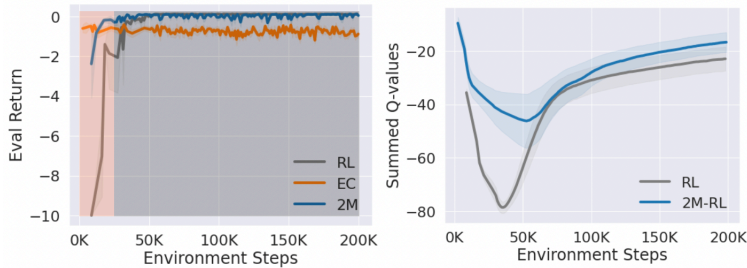 Eval Return
0
−2
−4
−6
−8
−10
0K 50K 100K 150K 200K
Environment Steps
RL
EC
2M
Summed Q-values
−20
−40
−60
−80
0K 50K 100K 150K 200K
Environment Steps
RL
2M-RL